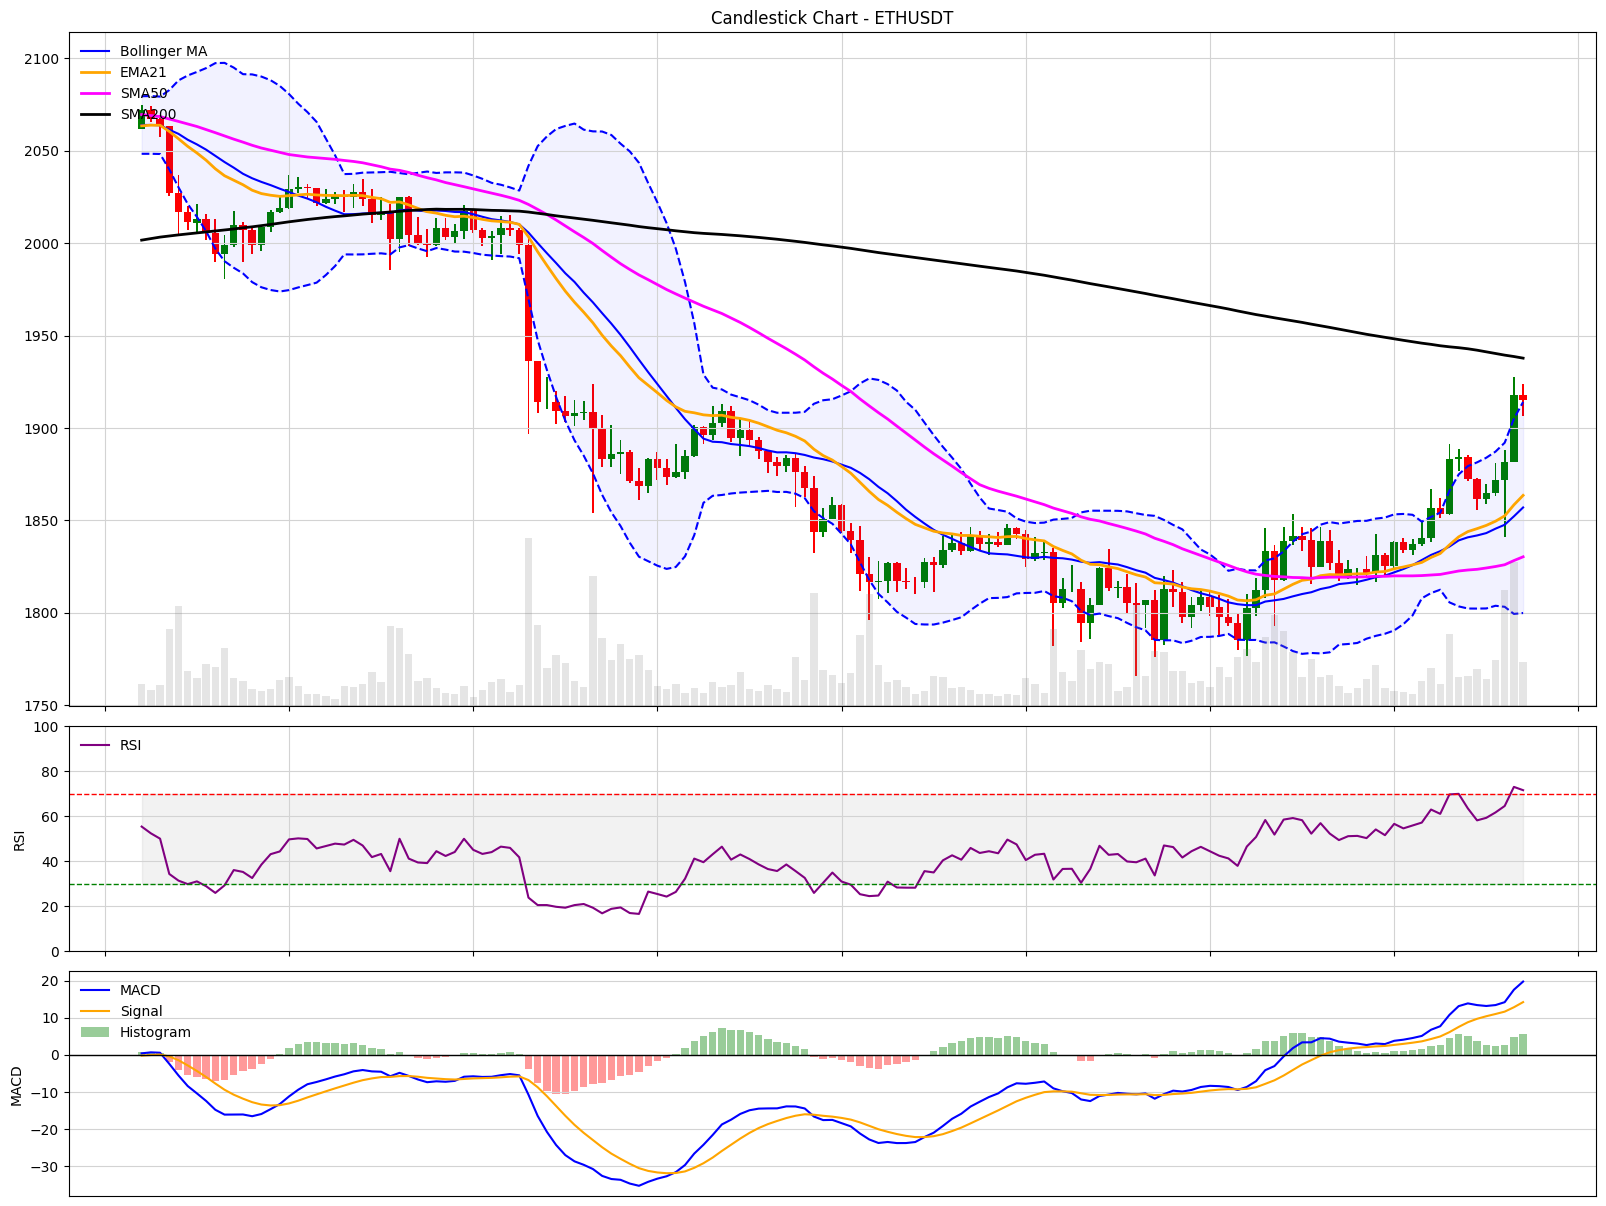 Candlestick Chart - ETHUSDT
Bollinger MA
EMA21
SMA50
SMA200
2100
2050
2000
1950
1900
1850
1800
1750
RSI
RSI
100
80
60
40
20
0
MACD
Signal
Histogram
MACD
20
10
0
−10
−20
−30